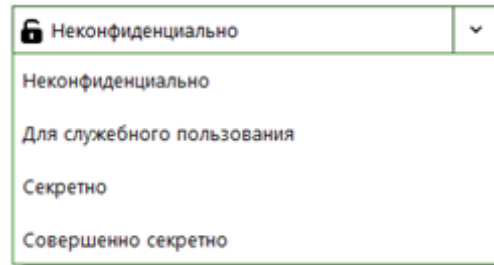 Неконфиденциально
Неконфиденциально
Для служебного пользования
Секретно
Совершенно секретно